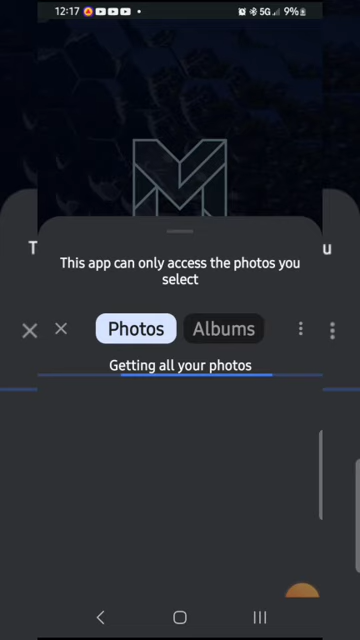 12:17
5G 9%
T
u
This app can only access the photos you
select
Photos
Albums
Getting all your photos